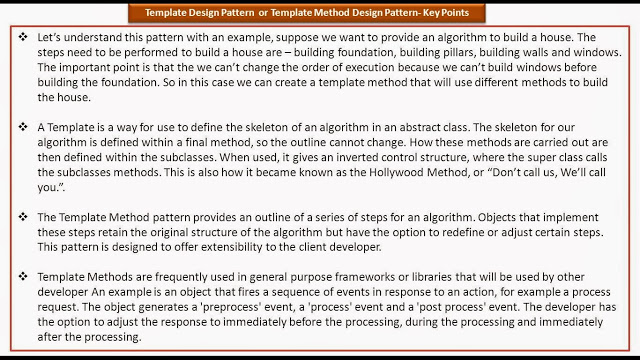 Template Design Pattern or Template Method Design Pattern- Key Points
Let's understand this pattern with an example, suppose we want to provide an algorithm to build a house. The
steps need to be performed to build a house are – building foundation, building pillars, building walls and windows.
The important point is that the we can't change the order of execution because we can't build windows before
building the foundation. So in this case we can create a template method that will use different methods to build
the house.
A Template is a way for use to define the skeleton of an algorithm in an abstract class. The skeleton for our
algorithm is defined within a final method, so the outline cannot change. How these methods are carried out are
then defined within the subclasses. When used, it gives an inverted control structure, where the super class calls
the subclasses methods. This is also how it became known as the Hollywood Method, or "Don't call us, We'll call
you.".
The Template Method pattern provides an outline of a series of steps for an algorithm. Objects that implement
these steps retain the original structure of the algorithm but have the option to redefine or adjust certain steps.
This pattern is designed to offer extensibility to the client developer.
Template Methods are frequently used in general purpose frameworks or libraries that will be used by other
developer An example is an object that fires a sequence of events in response to an action, for example a process
request. The object generates a 'preprocess' event, a 'process' event and a 'post process' event. The developer has
the option to adjust the response to immediately before the processing, during the processing and immediately
after the processing.